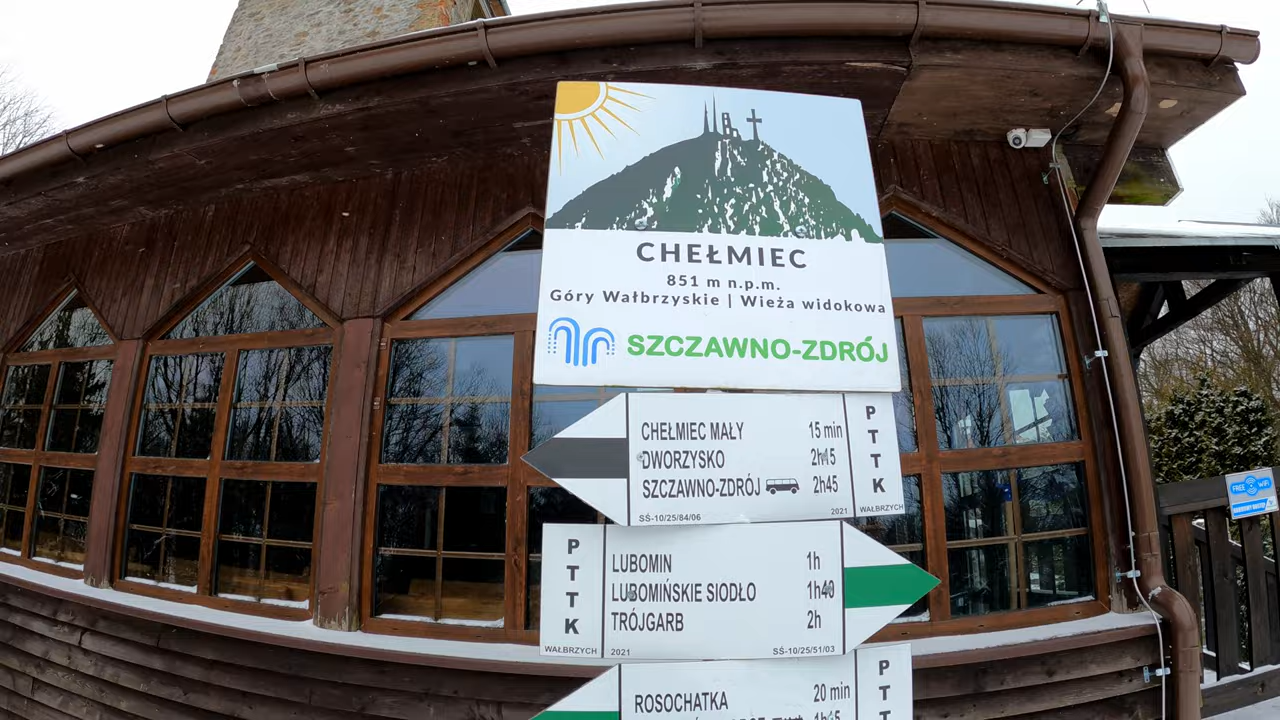 CHEŁMIEC
851 m n.p.m.
Góry Wałbrzyskie | Wieża widokowa
SZCZAWNO-ZDRÓJ
CHEŁMIEC MAŁY 15 min
DWORZYSKO 2h15
SZCZAWNO-ZDRÓJ 2h45
PTTK
SŚ-10/25/84/06 2021 WAŁBRZYCH
PTTK
LUBOMIN 1h
LUBOMIŃSKIE SIODŁO 1h40
TRÓJGARB 2h
WAŁBRZYCH 2021 SŚ-10/25/51/03
ROSOCHATKA 20 min
PTT
FREE WiFi